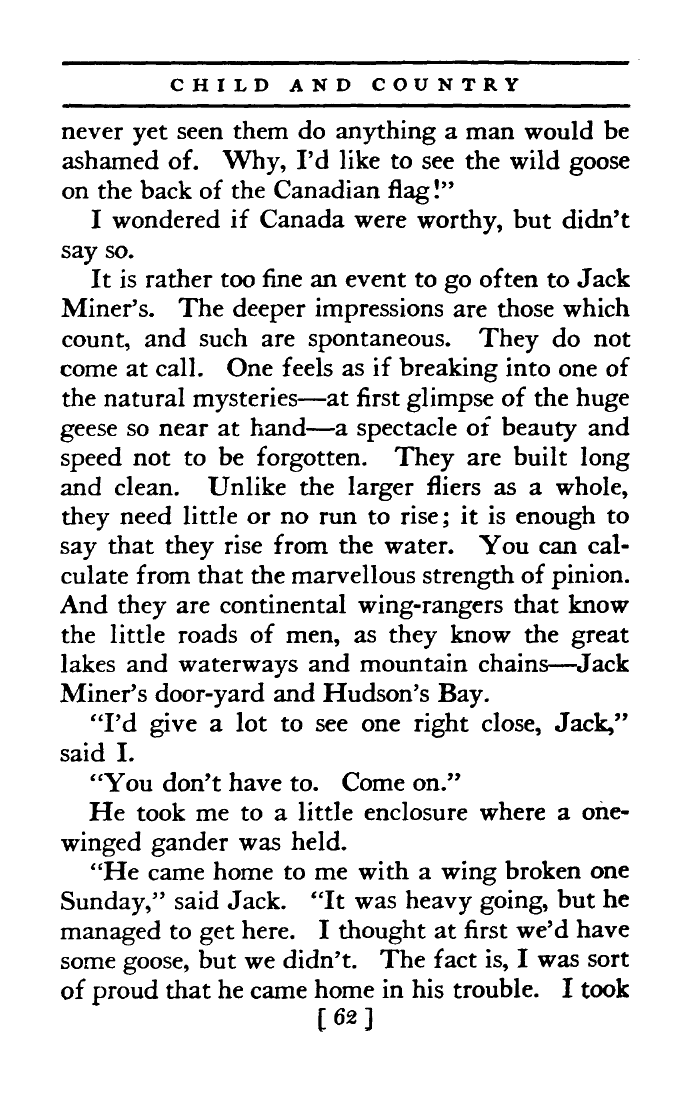 CHILD AND COUNTRY
never yet seen them do anything a man would be
ashamed of. Why, I'd like to see the wild goose
on the back of the Canadian flag!"
I wondered if Canada were worthy, but didn't
say so.
It is rather too fine an event to go often to Jack
Miner's. The deeper impressions are those which
count, and such are spontaneous. They do not
come at call. One feels as if breaking into one of
the natural mysteries—at first glimpse of the huge
geese so near at hand—a spectacle of beauty and
speed not to be forgotten. They are built long
and clean. Unlike the larger fliers as a whole,
they need little or no run to rise; it is enough to
say that they rise from the water. You can cal-
culate from that the marvellous strength of pinion.
And they are continental wing-rangers that know
the little roads of men, as they know the great
lakes and waterways and mountain chains—Jack
Miner's door-yard and Hudson's Bay.
"I'd give a lot to see one right close, Jack,"
said I.
"You don't have to. Come on."
He took me to a little enclosure where a one-
winged gander was held.
"He came home to me with a wing broken one
Sunday," said Jack. "It was heavy going, but he
managed to get here. I thought at first we'd have
some goose, but we didn't. The fact is, I was sort
of proud that he came home in his trouble. I took
[ 62 ]